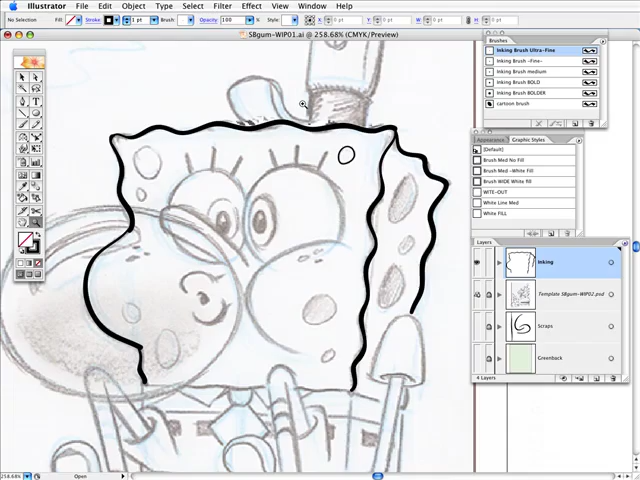 Illustrator File Edit Object Type Select Filter Effect View Window Help
No Selection Fill: Stroke: 1 pt Brush: Opacity: 100 % Style: X: 0 pt Y: 0 pt
SBgum-WIP01.ai @ 258.68% (CMYK/Preview)
Brushes
Inking Brush Ultra-Fine
Inking Brush -Fine-
Inking Brush medium
Inking Brush BOLD
Inking Brush BOLDER
cartoon brush
Appearance Graphic Styles
[Default]
Brush Med No Fill
Brush Med -White Fill
Brush WIDE White fill
WITE-OUT
White Line Med
White FILL
Layers
Inking
Template SBgum-WIP02.psd
Scraps
Greenback
4 Layers
258.68% Open